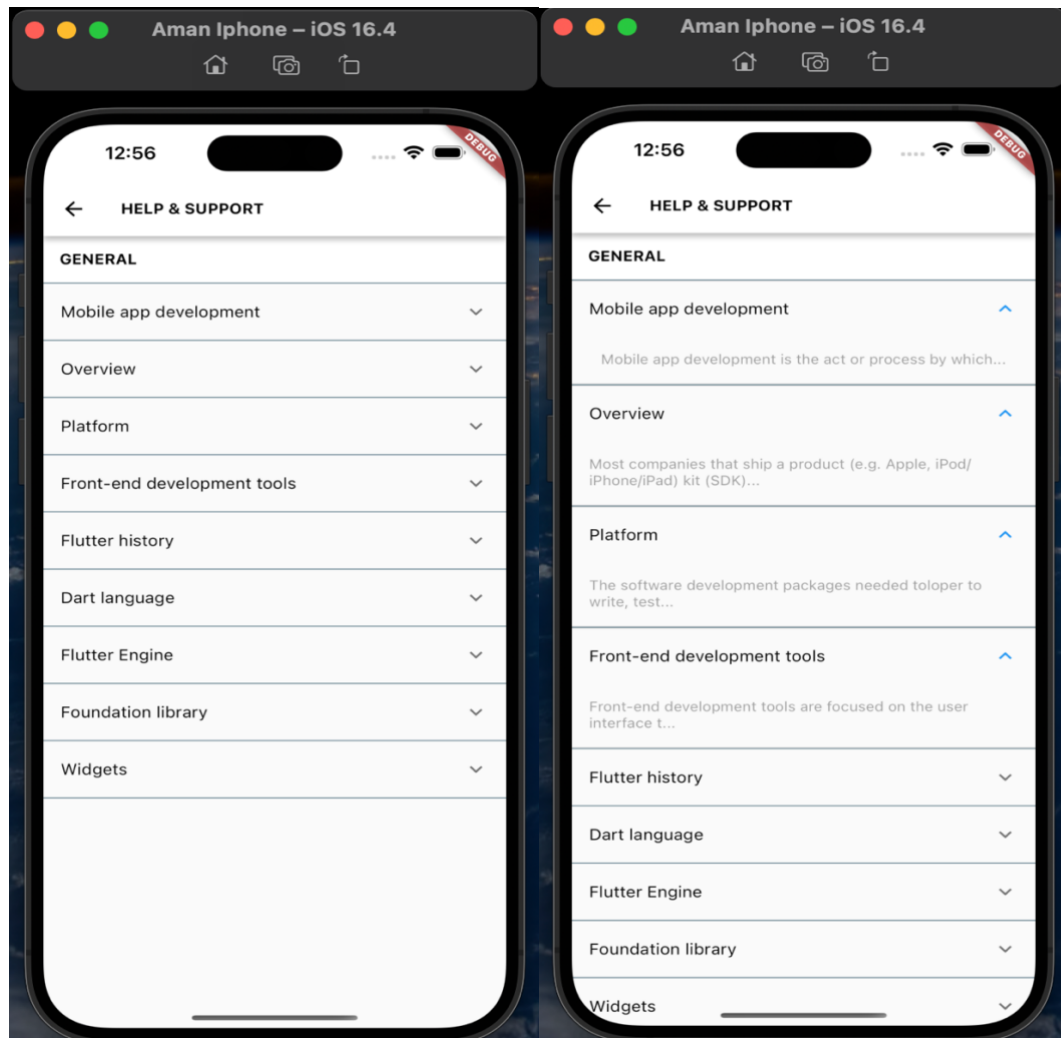 Aman Iphone – iOS 16.4
12:56
DEBUG
HELP & SUPPORT
GENERAL
Mobile app development
Overview
Platform
Front-end development tools
Flutter history
Dart language
Flutter Engine
Foundation library
Widgets
Aman Iphone – iOS 16.4
12:56
DEBUG
HELP & SUPPORT
GENERAL
Mobile app development
Mobile app development is the act or process by which...
Overview
Most companies that ship a product (e.g. Apple, iPod/
iPhone/iPad) kit (SDK)...
Platform
The software development packages needed toloper to
write, test...
Front-end development tools
Front-end development tools are focused on the user
interface t...
Flutter history
Dart language
Flutter Engine
Foundation library
Widgets